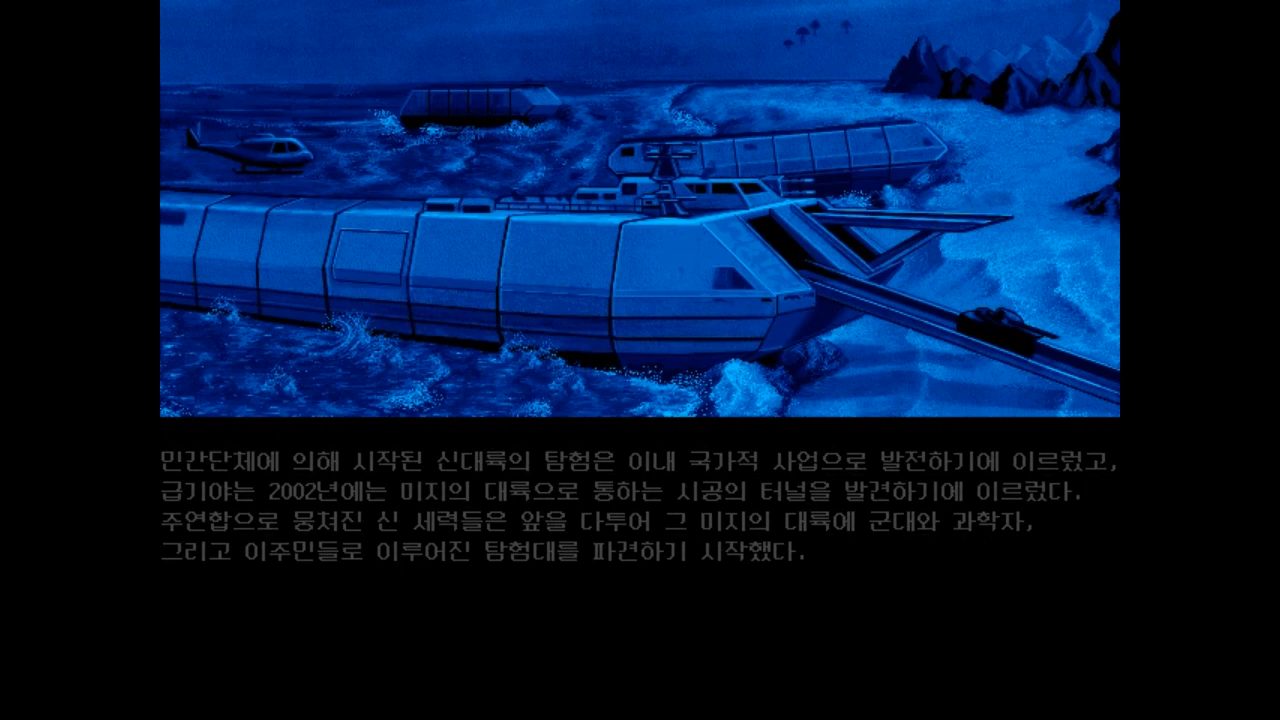 민간단체에 의해 시작된 신대륙의 탐험은 이내 국가적 사업으로 발전하기에 이르렀고,
급기야는 2002년에는 미지의 대륙으로 통하는 시공의 터널을 발견하기에 이르렀다.
주연합으로 뭉쳐진 신 세력들은 앞을 다투어 그 미지의 대륙에 군대와 과학자,
그리고 이주민들로 이루어진 탐험대를 파견하기 시작했다.